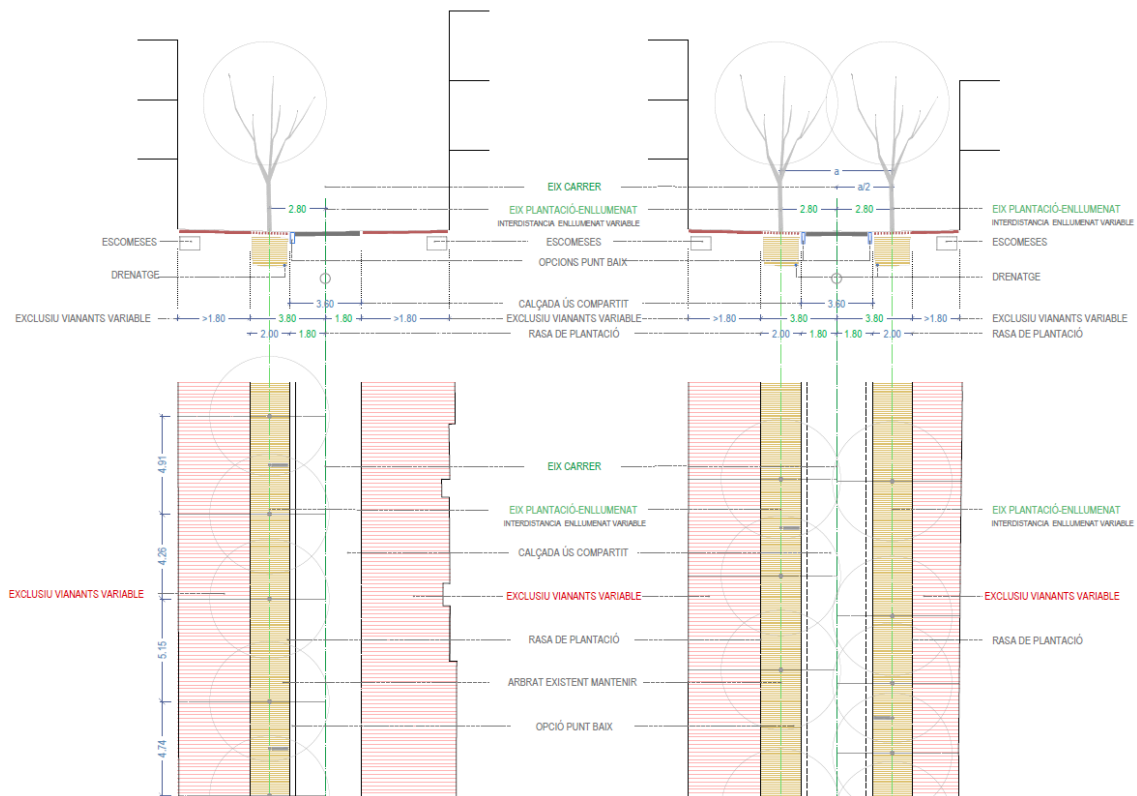 a
EIX CARRER
a/2
2.80
EIX PLANTACIÓ-ENLLUMENAT
2.80
2.80
EIX PLANTACIÓ-ENLLUMENAT
INTERDISTANCIA ENLLUMENAT VARIABLE
INTERDISTANCIA ENLLUMENAT VARIABLE
ESCOMESES
ESCOMESES
ESCOMESES
OPCIONS PUNT BAIX
DRENATGE
DRENATGE
3.60
CALÇADA ÚS COMPARTIT
3.60
EXCLUSIU VIANANTS VARIABLE
>1.80
3.80
1.80
>1.80
EXCLUSIU VIANANTS VARIABLE
>1.80
3.80
3.80
>1.80
EXCLUSIU VIANANTS VARIABLE
2.00
1.80
RASA DE PLANTACIÓ
2.00
1.80
1.80
2.00
RASA DE PLANTACIÓ
4.91
EIX CARRER
EIX PLANTACIÓ-ENLLUMENAT
EIX PLANTACIÓ-ENLLUMENAT
INTERDISTANCIA ENLLUMENAT VARIABLE
INTERDISTANCIA ENLLUMENAT VARIABLE
4.26
CALÇADA ÚS COMPARTIT
EXCLUSIU VIANANTS VARIABLE
EXCLUSIU VIANANTS VARIABLE
EXCLUSIU VIANANTS VARIABLE
5.15
RASA DE PLANTACIÓ
RASA DE PLANTACIÓ
ARBRAT EXISTENT MANTENIR
OPCIÓ PUNT BAIX
4.74